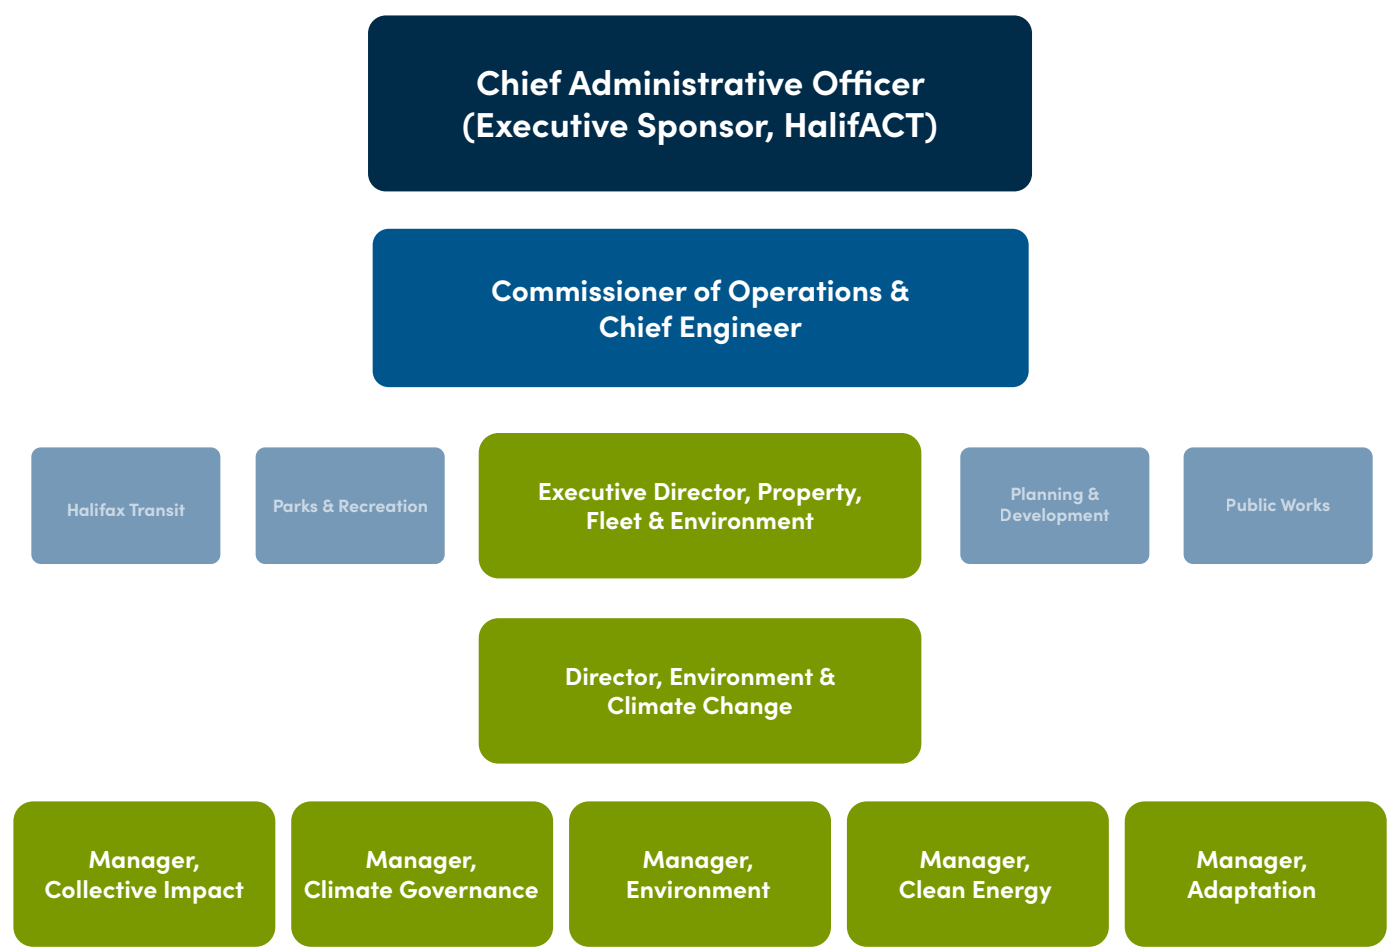 Chief Administrative Officer
(Executive Sponsor, HalifACT)
Commissioner of Operations &
Chief Engineer
Halifax Transit
Parks & Recreation
Executive Director, Property,
Fleet & Environment
Planning &
Development
Public Works
Director, Environment &
Climate Change
Manager,
Collective Impact
Manager,
Climate Governance
Manager,
Environment
Manager,
Clean Energy
Manager,
Adaptation